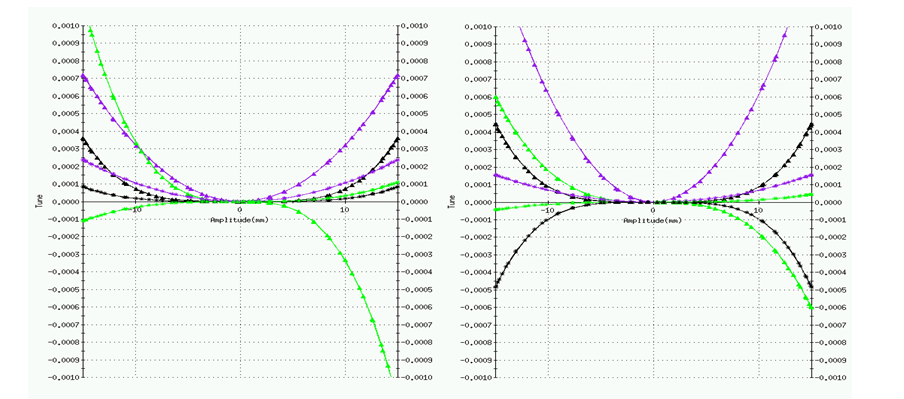 0.0010 0.0010 0.0010 0.0010
0.0009 0.0009 0.0009 0.0009
0.0008 0.0008 0.0008 0.0008
0.0007 0.0007 0.0007 0.0007
0.0006 0.0006 0.0006 0.0006
0.0005 0.0005 0.0005 0.0005
0.0004 0.0004 0.0004 0.0004
0.0003 0.0003 0.0003 0.0003
0.0002 0.0002 0.0002 0.0002
0.0001 0.0001 0.0001 0.0001
Tune 0.0000 0.0000 Tune 0.0000 0.0000
-10 0 10 -10 0 10
-0.0001 Amplitude(mm) -0.0001 -0.0001 Amplitude(mm) -0.0001
-0.0002 -0.0002 -0.0002 -0.0002
-0.0003 -0.0003 -0.0003 -0.0003
-0.0004 -0.0004 -0.0004 -0.0004
-0.0005 -0.0005 -0.0005 -0.0005
-0.0006 -0.0006 -0.0006 -0.0006
-0.0007 -0.0007 -0.0007 -0.0007
-0.0008 -0.0008 -0.0008 -0.0008
-0.0009 -0.0009 -0.0009 -0.0009
-0.0010 -0.0010 -0.0010 -0.0010